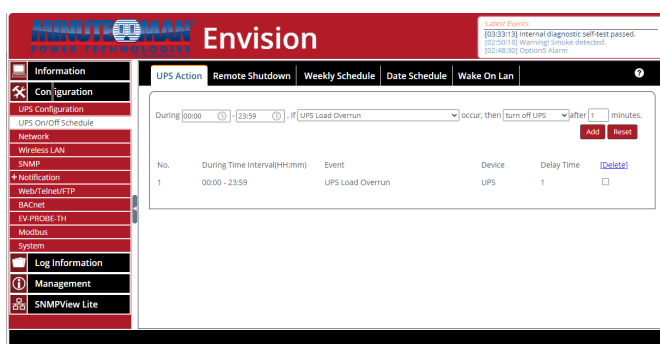 MINUTEMAN
POWER TECHNOLOGIES
Envision
Latest Events
[03:33:13] Internal diagnostic self-test passed.
[02:50:18] Warning! Smoke detected.
[02:48:30] Option5 Alarm
Information
Configuration
UPS Configuration
UPS On/Off Schedule
Network
Wireless LAN
SNMP
+Notification
Web/Telnet/FTP
BACnet
EV-PROBE-TH
Modbus
System
Log Information
Management
SNMPView Lite
UPS Action Remote Shutdown Weekly Schedule Date Schedule Wake On Lan ?
During 00:00 - 23:59 , if UPS Load Overrun occur, then turn off UPS after 1 minutes.
Add Reset
No. During Time Interval(HH:mm) Event Device Delay Time [Delete]
1 00:00 - 23:59 UPS Load Overrun UPS 1